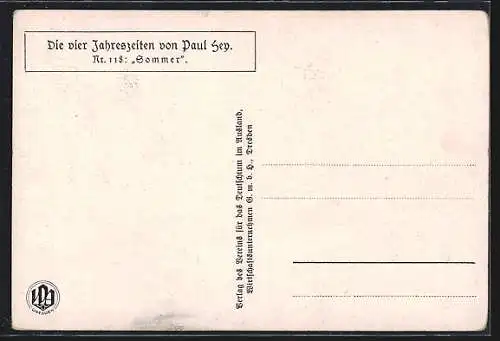 Die vier Jahreszeiten von Paul Hey.
Nr. 118: „Sommer".
Verlag des Vereins für das Deutschtum im Ausland,
Wirtschaftsunternehmen G. m. b. H., Dresden